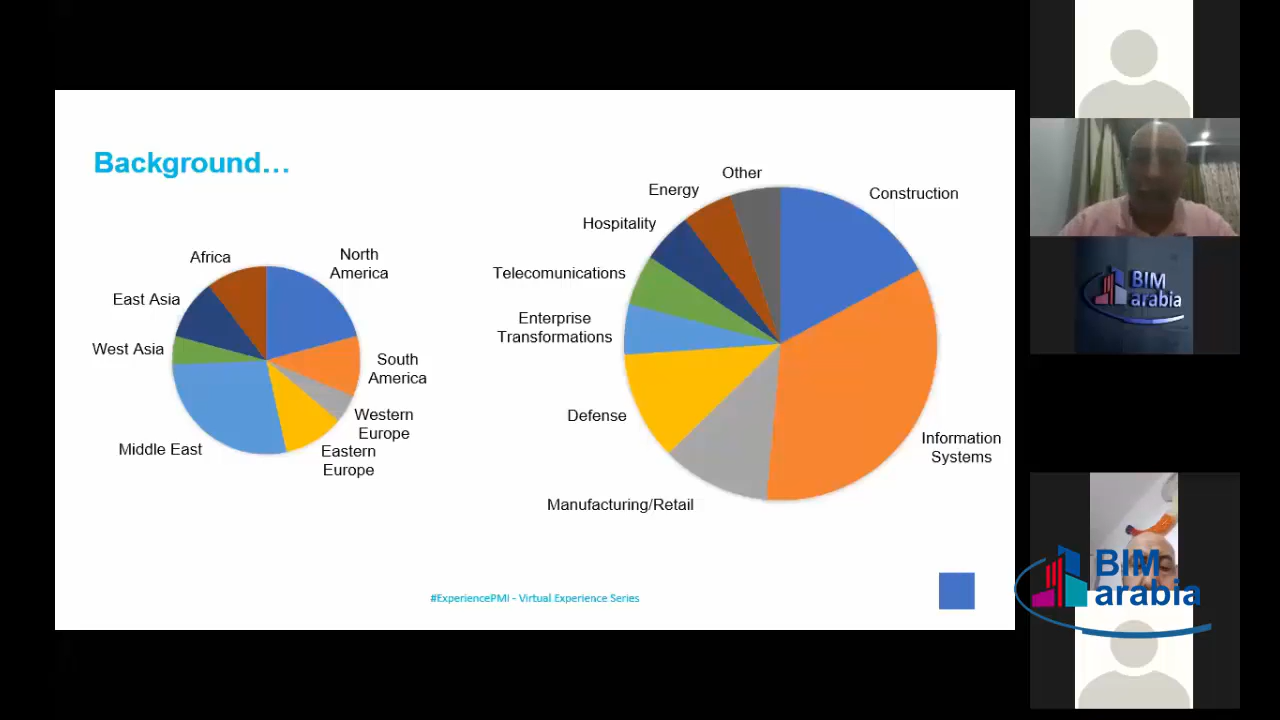 Background…
Africa
North
America
East Asia
West Asia
South
America
Western
Europe
Middle East
Eastern
Europe
Other
Energy
Construction
Hospitality
Telecomunications
Enterprise
Transformations
Defense
Information
Systems
Manufacturing/Retail
#ExperiencePMI - Virtual Experience Series
BIM
arabia
BIM
arabia